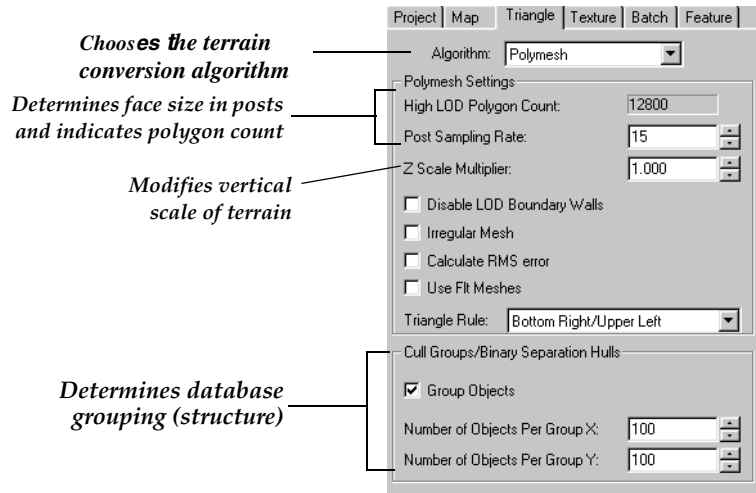 Project Map Triangle Texture Batch Feature
Chooses the terrain
conversion algorithm
Algorithm: Polymesh
Polymesh Settings
Determines face size in posts
and indicates polygon count
High LOD Polygon Count: 12800
Post Sampling Rate: 15
Modifies vertical
scale of terrain
Z Scale Multiplier: 1.000
Disable LOD Boundary Walls
Irregular Mesh
Calculate RMS error
Use Flt Meshes
Triangle Rule: Bottom Right/Upper Left
Cull Groups/Binary Separation Hulls
Determines database
grouping (structure)
Group Objects
Number of Objects Per Group X: 100
Number of Objects Per Group Y: 100